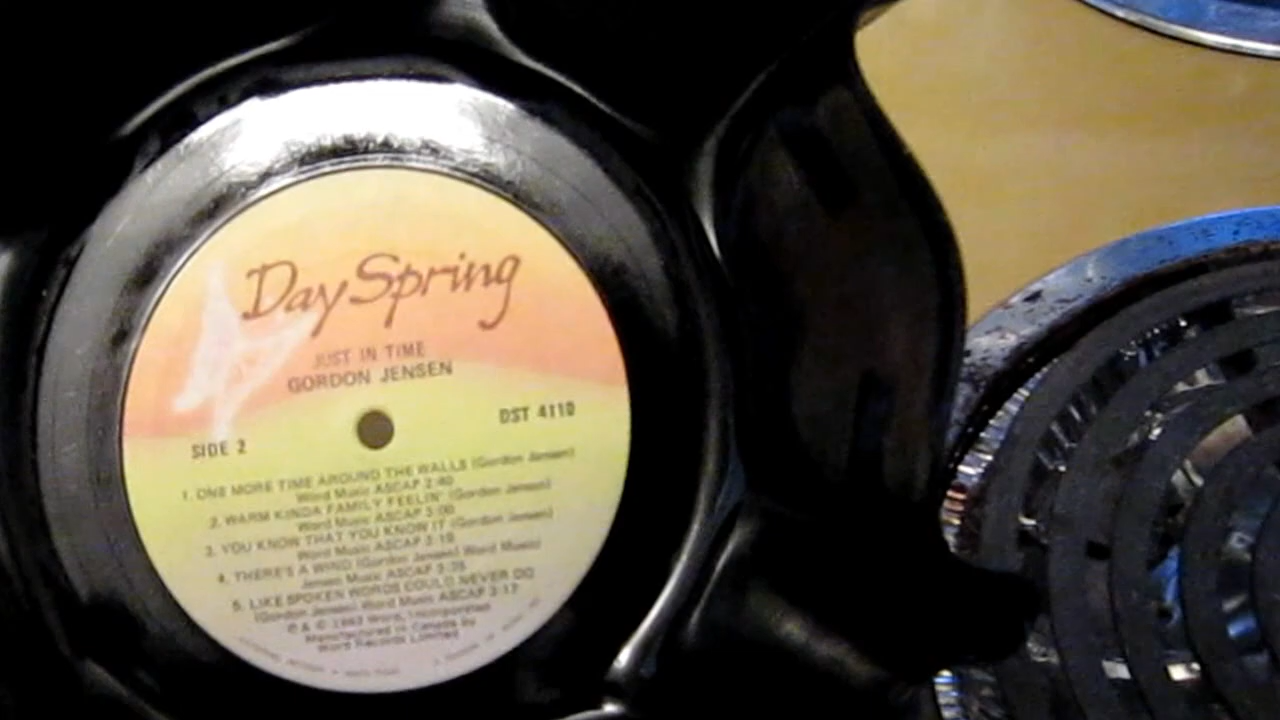 DaySpring
JUST IN TIME
GORDON JENSEN
DST 4110
SIDE 2
1. ONE MORE TIME AROUND THE WALLS (Gordon Jensen)
Word Music ASCAP 2:40
2. WARM KINDA FAMILY FEELIN' (Gordon Jensen)
Word Music ASCAP 3:00
3. YOU KNOW THAT YOU KNOW IT (Gordon Jensen)
Word Music ASCAP 3:19
4. THERE'S A WIND (Gordon Jensen) Word Music/
Jensen Music ASCAP
5. LIKE SPOKEN WORDS COULD NEVER DO
(Gordon Jensen) Word Music ASCAP 3:17
Word, Incorporated
Manufactured in Canada by
Word Records Limited